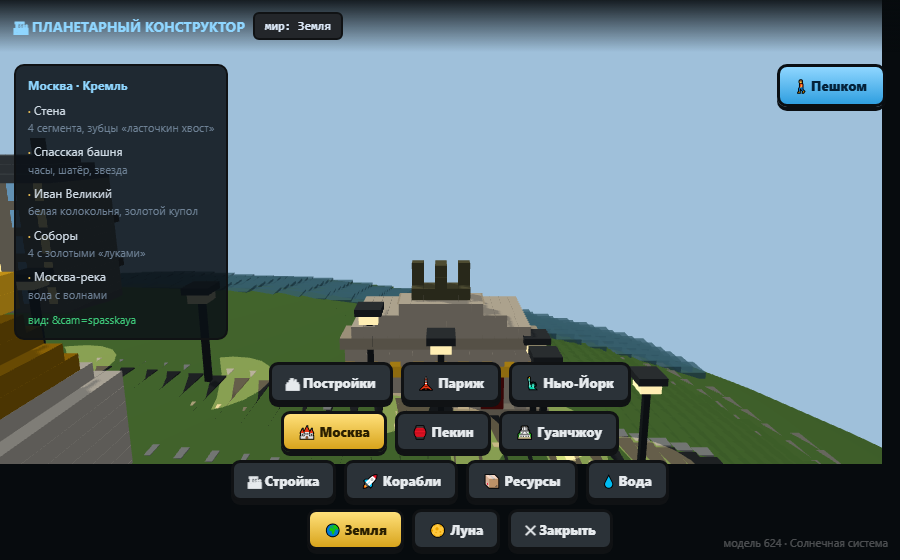 ПЛАНЕТАРНЫЙ КОНСТРУКТОР
мир: Земля
Москва · Кремль
Пешком
· Стена
4 сегмента, зубцы «ласточкин хвост»
· Спасская башня
часы, шатёр, звезда
· Иван Великий
белая колокольня, золотой купол
· Соборы
4 с золотыми «луками»
· Москва-река
вода с волнами
вид: &cam=spasskaya
Постройки
Париж
Нью-Йорк
Москва
Пекин
Гуанчжоу
Стройка
Корабли
Ресурсы
Вода
Земля
Луна
Закрыть
модель 624 · Солнечная система